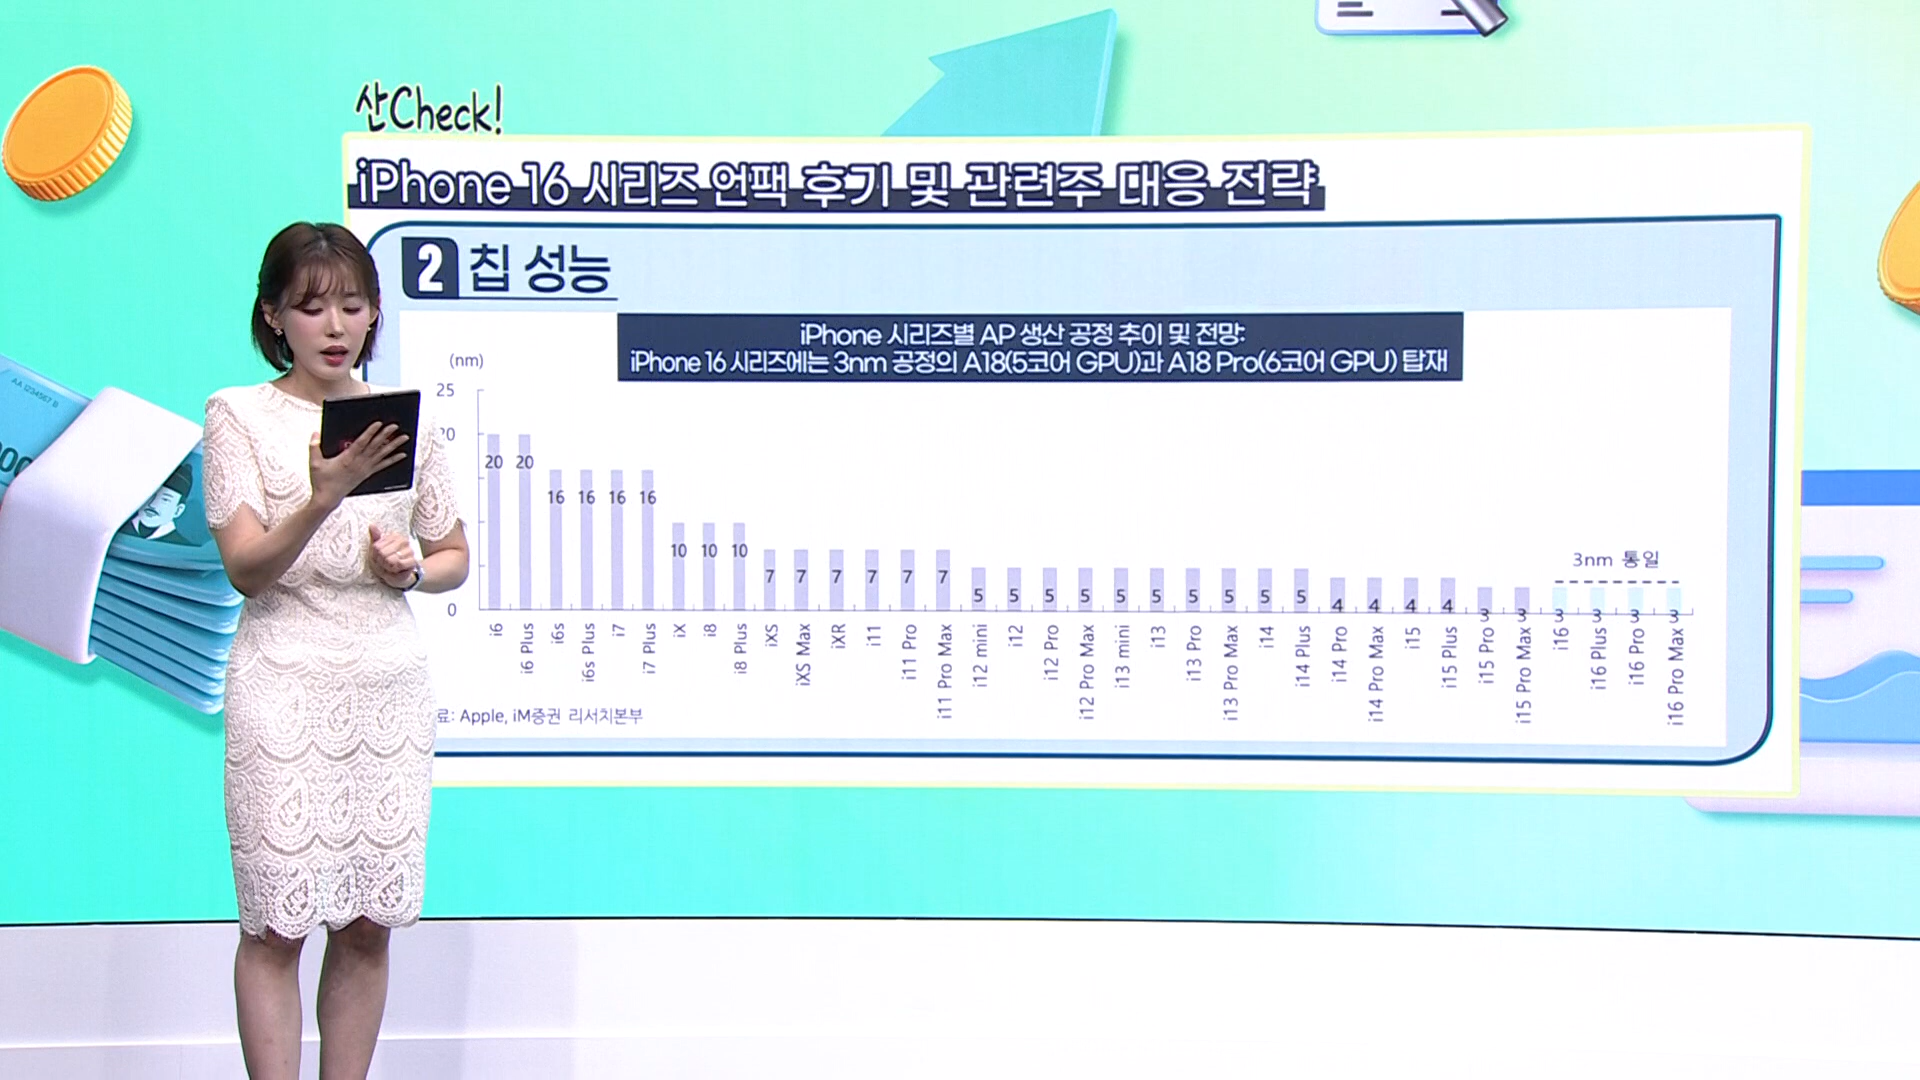 산Check!
iPhone 16 시리즈 언팩 후기 및 관련주 대응 전략
2 칩 성능
iPhone 시리즈별 AP 생산 공정 추이 및 전망:
iPhone 16 시리즈에는 3nm 공정의 A18(5코어 GPU)과 A18 Pro(6코어 GPU) 탑재
(nm)
25
20
0
20 20 16 16 16 16 10 10 10 7 7 7 7 7 7 5 5 5 5 5 5 5 5 5 5 4 4 4 4 3 3 3 3 3 3
3nm 통일
i6
i6 Plus
i6s
i6s Plus
i7
i7 Plus
iX
i8
i8 Plus
iXS
iXS Max
iXR
i11
i11 Pro
i11 Pro Max
i12 mini
i12
i12 Pro
i12 Pro Max
i13 mini
i13
i13 Pro
i13 Pro Max
i14
i14 Plus
i14 Pro
i14 Pro Max
i15
i15 Plus
i15 Pro
i15 Pro Max
i16
i16 Plus
i16 Pro
i16 Pro Max
료: Apple, iM증권 리서치본부
AA 1234567 B